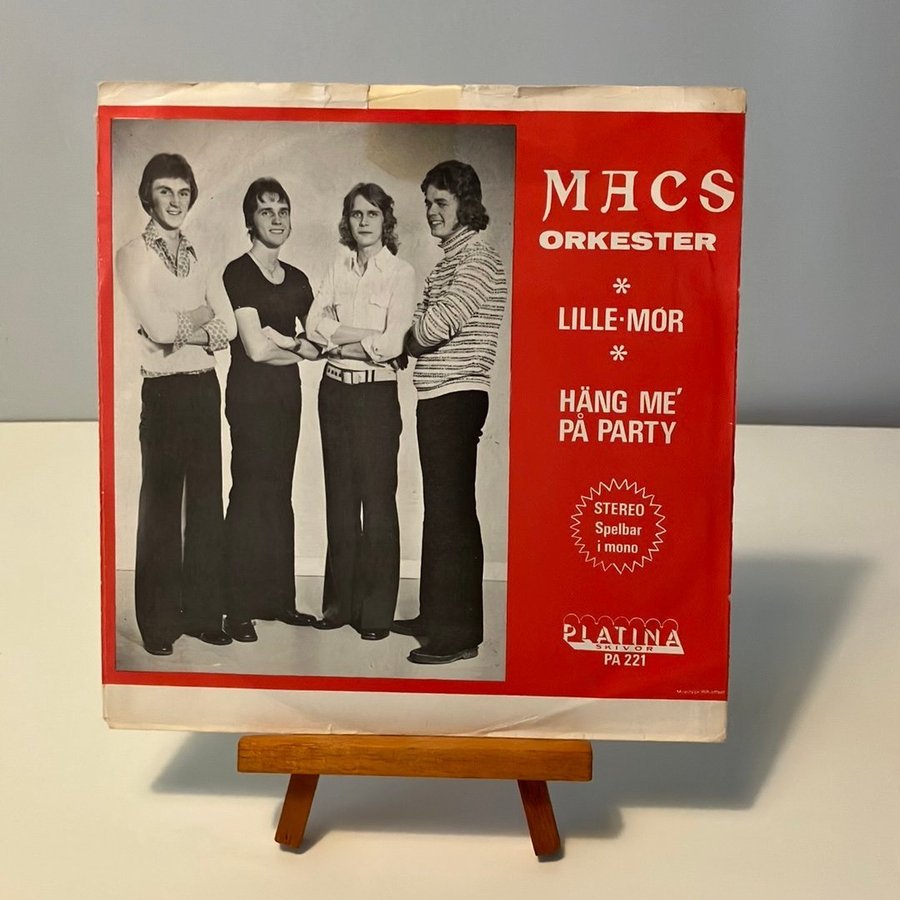 MACS
ORKESTER
*
LILLE-MOR
*
HÄNG ME'
PÅ PARTY
STEREO
Spelbar
i mono
PLATINA
SKIVOR
PA 221